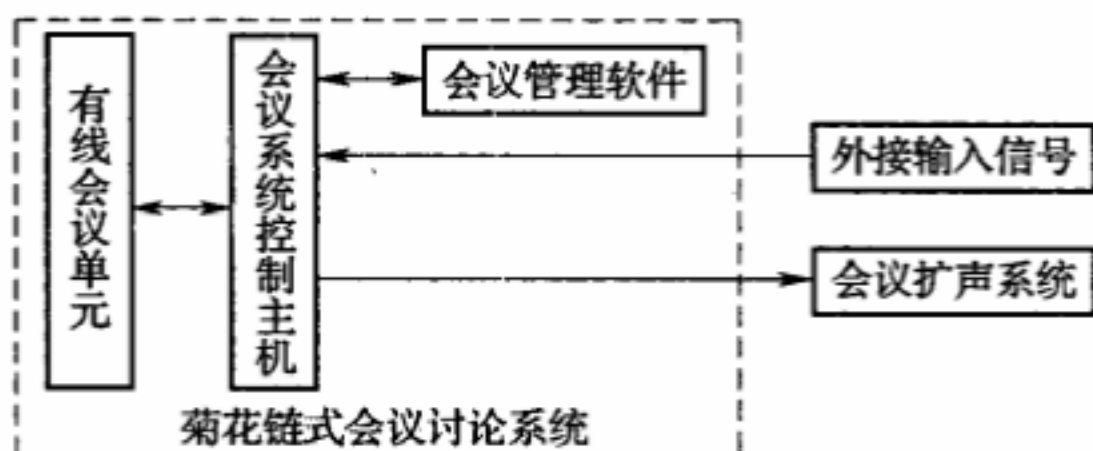 有线会议单元
会议系统控制主机
会议管理软件
外接输入信号
会议扩声系统
菊花链式会议讨论系统